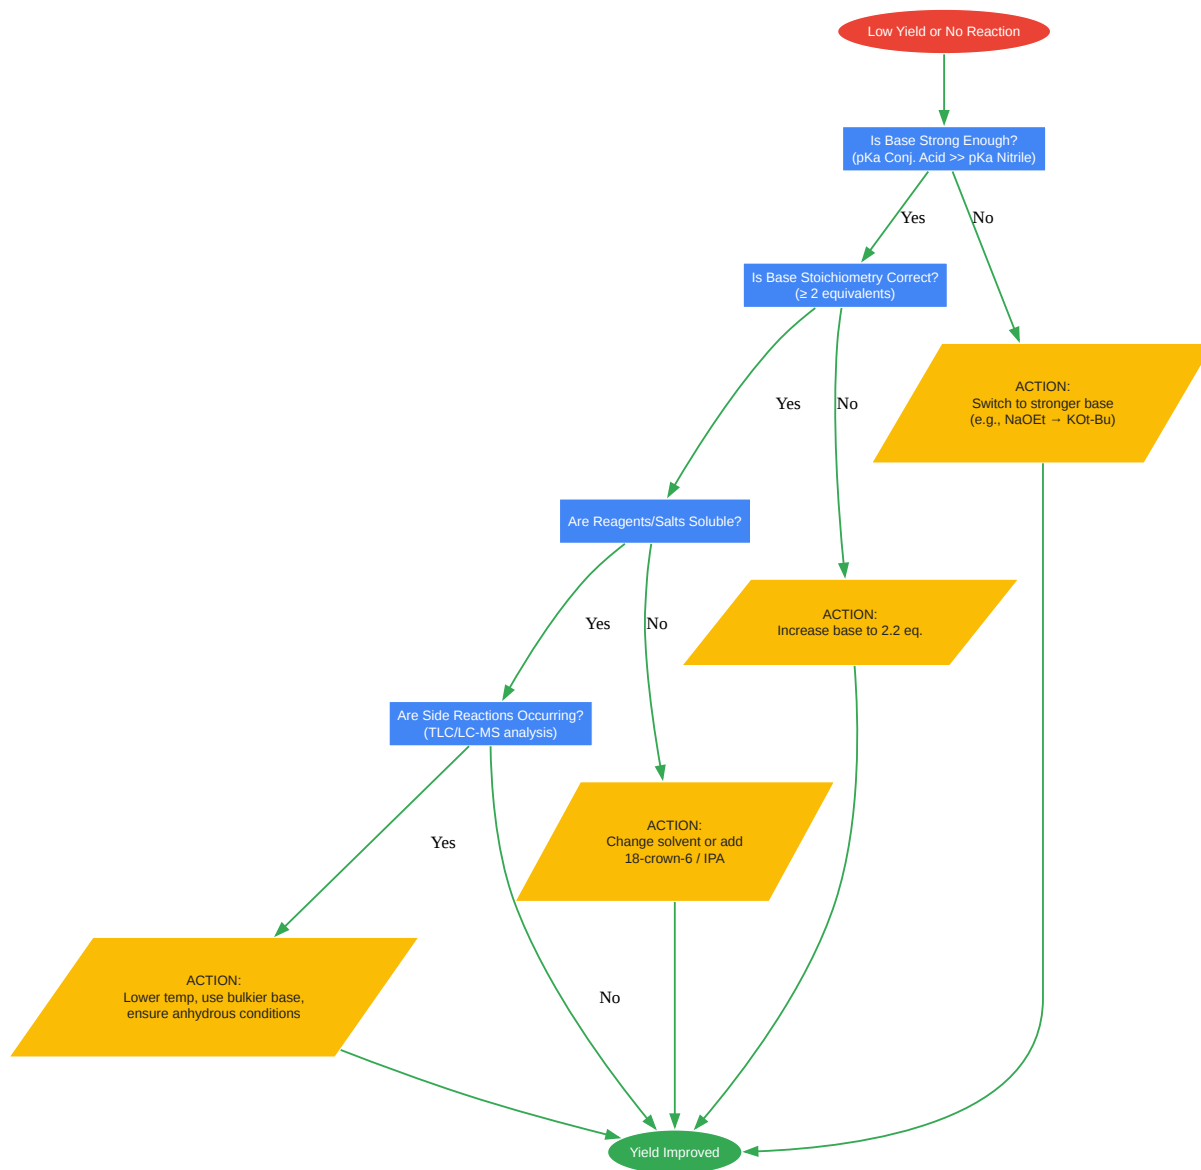 Low Yield or No Reaction
Is Base Strong Enough?
(pKa Conj. Acid >> pKa Nitrile)
Yes
No
Is Base Stoichiometry Correct?
(≥ 2 equivalents)
ACTION:
Switch to stronger base
(e.g., NaOEt → KOt-Bu)
Yes
No
Are Reagents/Salts Soluble?
ACTION:
Increase base to 2.2 eq.
Yes
No
Are Side Reactions Occurring?
(TLC/LC-MS analysis)
ACTION:
Change solvent or add
18-crown-6 / IPA
Yes
ACTION:
Lower temp, use bulkier base,
ensure anhydrous conditions
No
Yield Improved